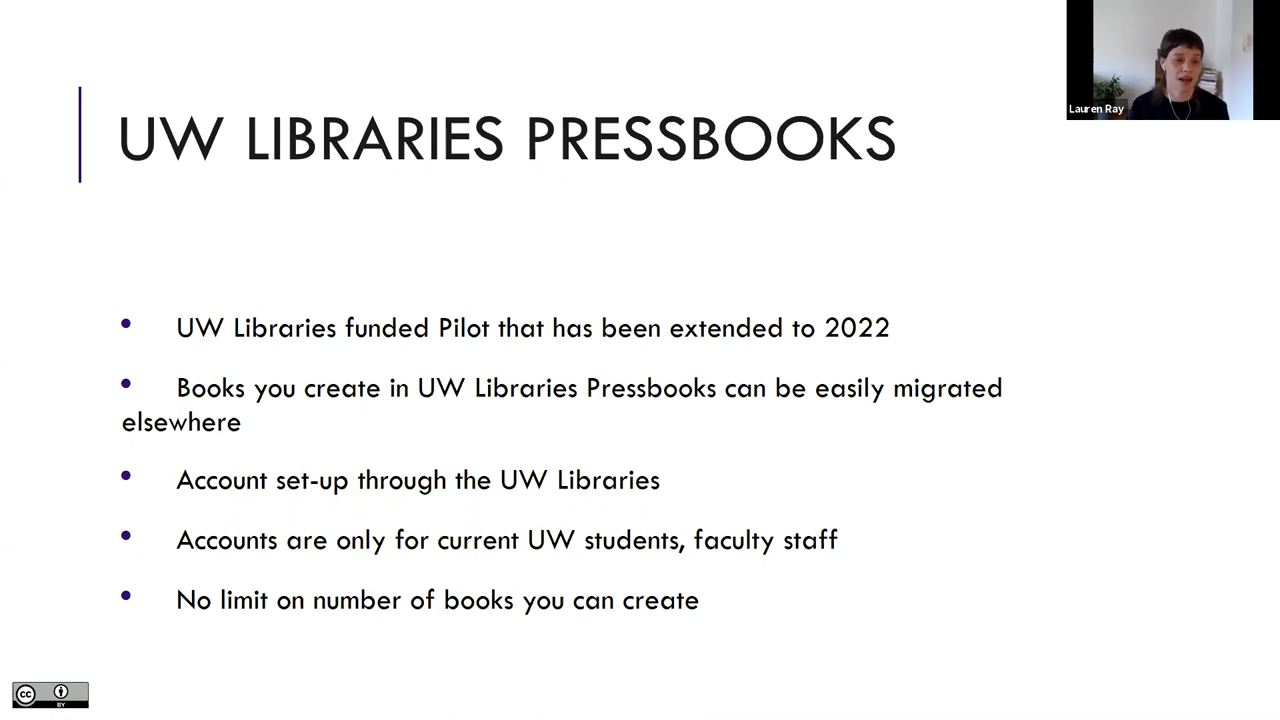 Lauren Ray
UW LIBRARIES PRESSBOOKS
• UW Libraries funded Pilot that has been extended to 2022
• Books you create in UW Libraries Pressbooks can be easily migrated
elsewhere
• Account set-up through the UW Libraries
• Accounts are only for current UW students, faculty staff
• No limit on number of books you can create
cc
BY